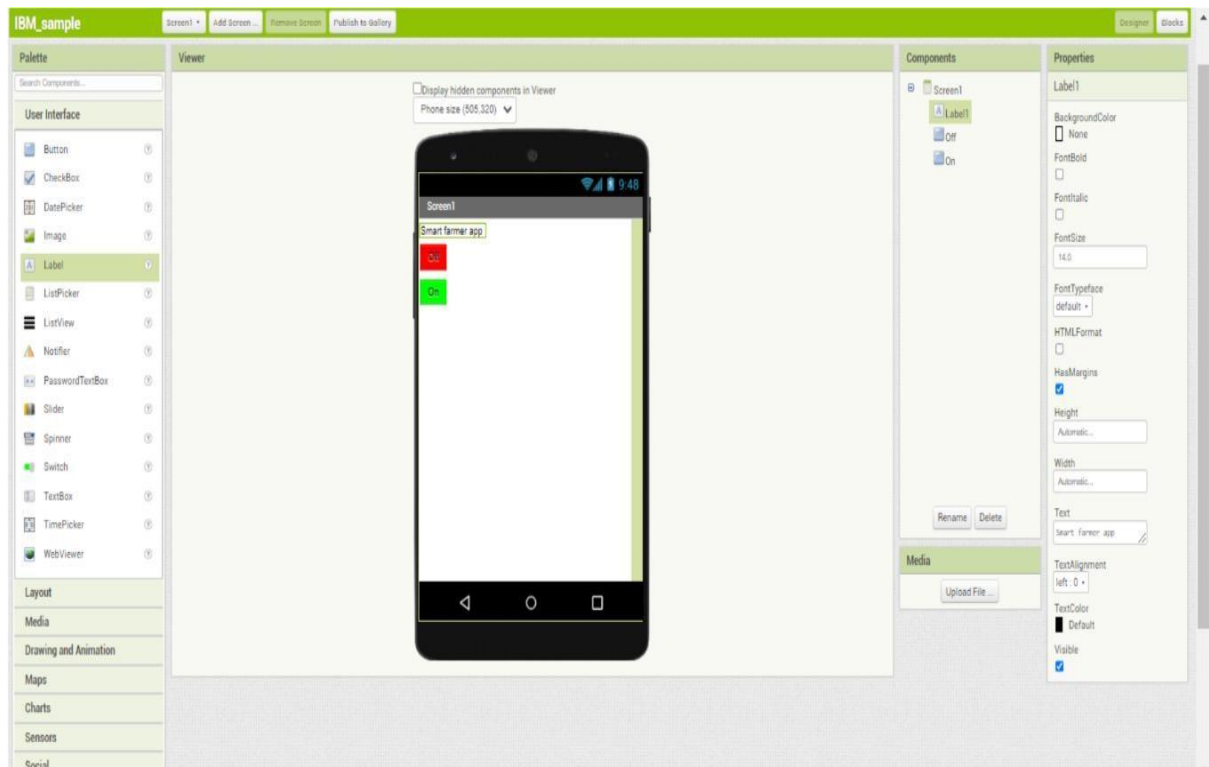 IBM_sample
Screen1
Add Screen ...
Remove Screen
Publish to Gallery
Designer
Blocks
Palette
Search Components...
User Interface
Button
CheckBox
DatePicker
Image
Label
ListPicker
ListView
Notifier
PasswordTextBox
Slider
Spinner
Switch
TextBox
TimePicker
WebViewer
Layout
Media
Drawing and Animation
Maps
Charts
Sensors
Social
Viewer
Display hidden components in Viewer
Phone size (505,320)
9:48
Screen1
Smart farmer app
Off
On
Components
Screen1
Label1
Off
On
Rename
Delete
Media
Upload File ...
Properties
Label1
BackgroundColor
None
FontBold
FontItalic
FontSize
14.0
FontTypeface
default
HTMLFormat
HasMargins
Height
Automatic...
Width
Automatic...
Text
Smart farmer app
TextAlignment
left : 0
TextColor
Default
Visible